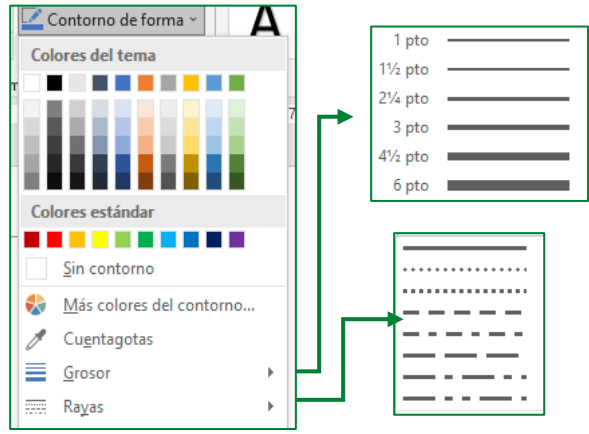 Contorno de forma
A
Colores del tema
Colores estándar
Sin contorno
Más colores del contorno...
Cuentagotas
Grosor
Rayas
1 pto
1½ pto
2¼ pto
3 pto
4½ pto
6 pto